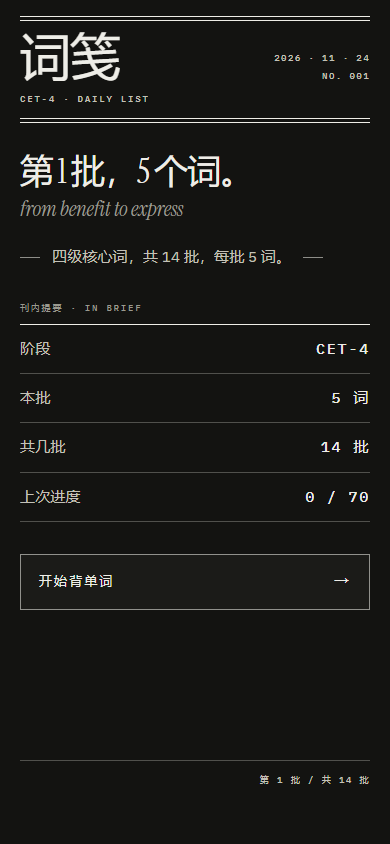 词笺
2026 · 11 · 24
NO. 001
CET-4 · DAILY LIST
第1批，5个词。
from benefit to express
四级核心词，共 14 批，每批 5 词。
刊内提要 · IN BRIEF
阶段 CET-4
本批 5 词
共几批 14 批
上次进度 0 / 70
开始背单词 →
第 1 批 / 共 14 批